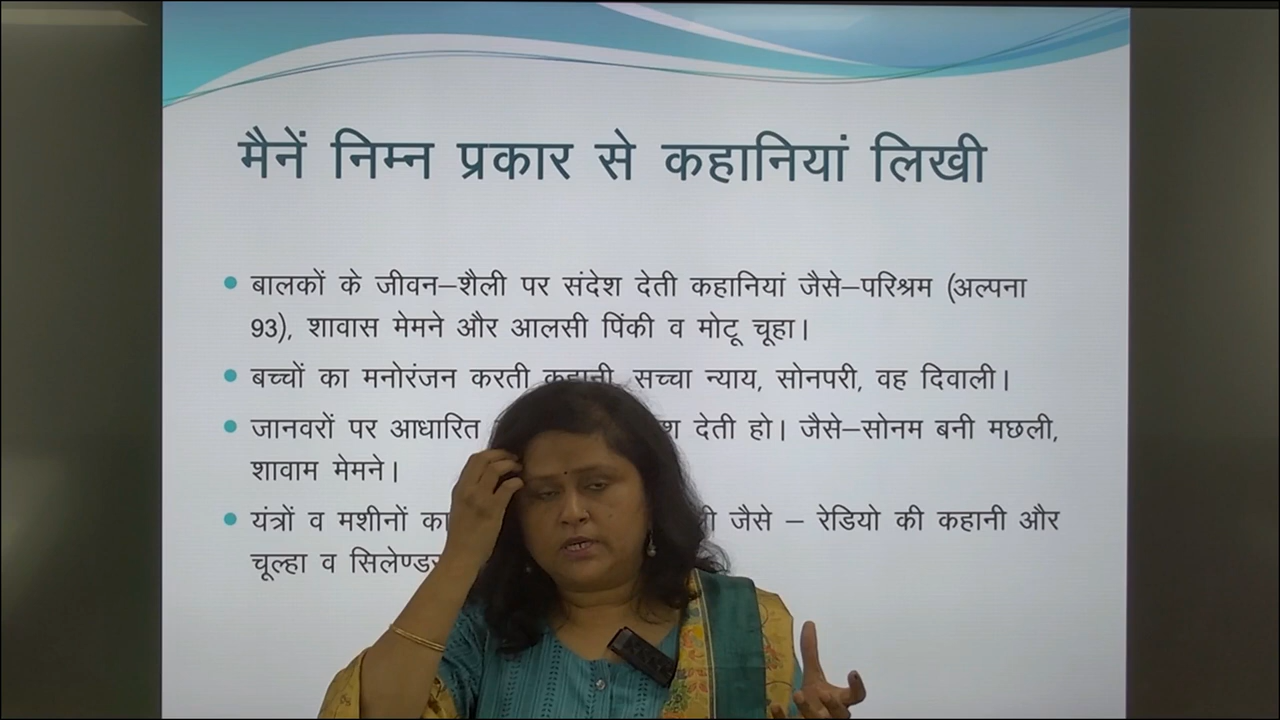 मैनें निम्न प्रकार से कहानियां लिखी
बालकों के जीवन–शैली पर संदेश देती कहानियां जैसे–परिश्रम (अल्पना
93), शावास मेमने और आलसी पिंकी व मोटू चूहा।
बच्चों का मनोरंजन करती कहानी, सच्चा न्याय, सोनपरी, वह दिवाली।
जानवरों पर आधारित देती हो। जैसे–सोनम बनी मछली,
शावाम मेमने।
यंत्रों व मशीनों का जैसे – रेडियो की कहानी और
चूल्हा व